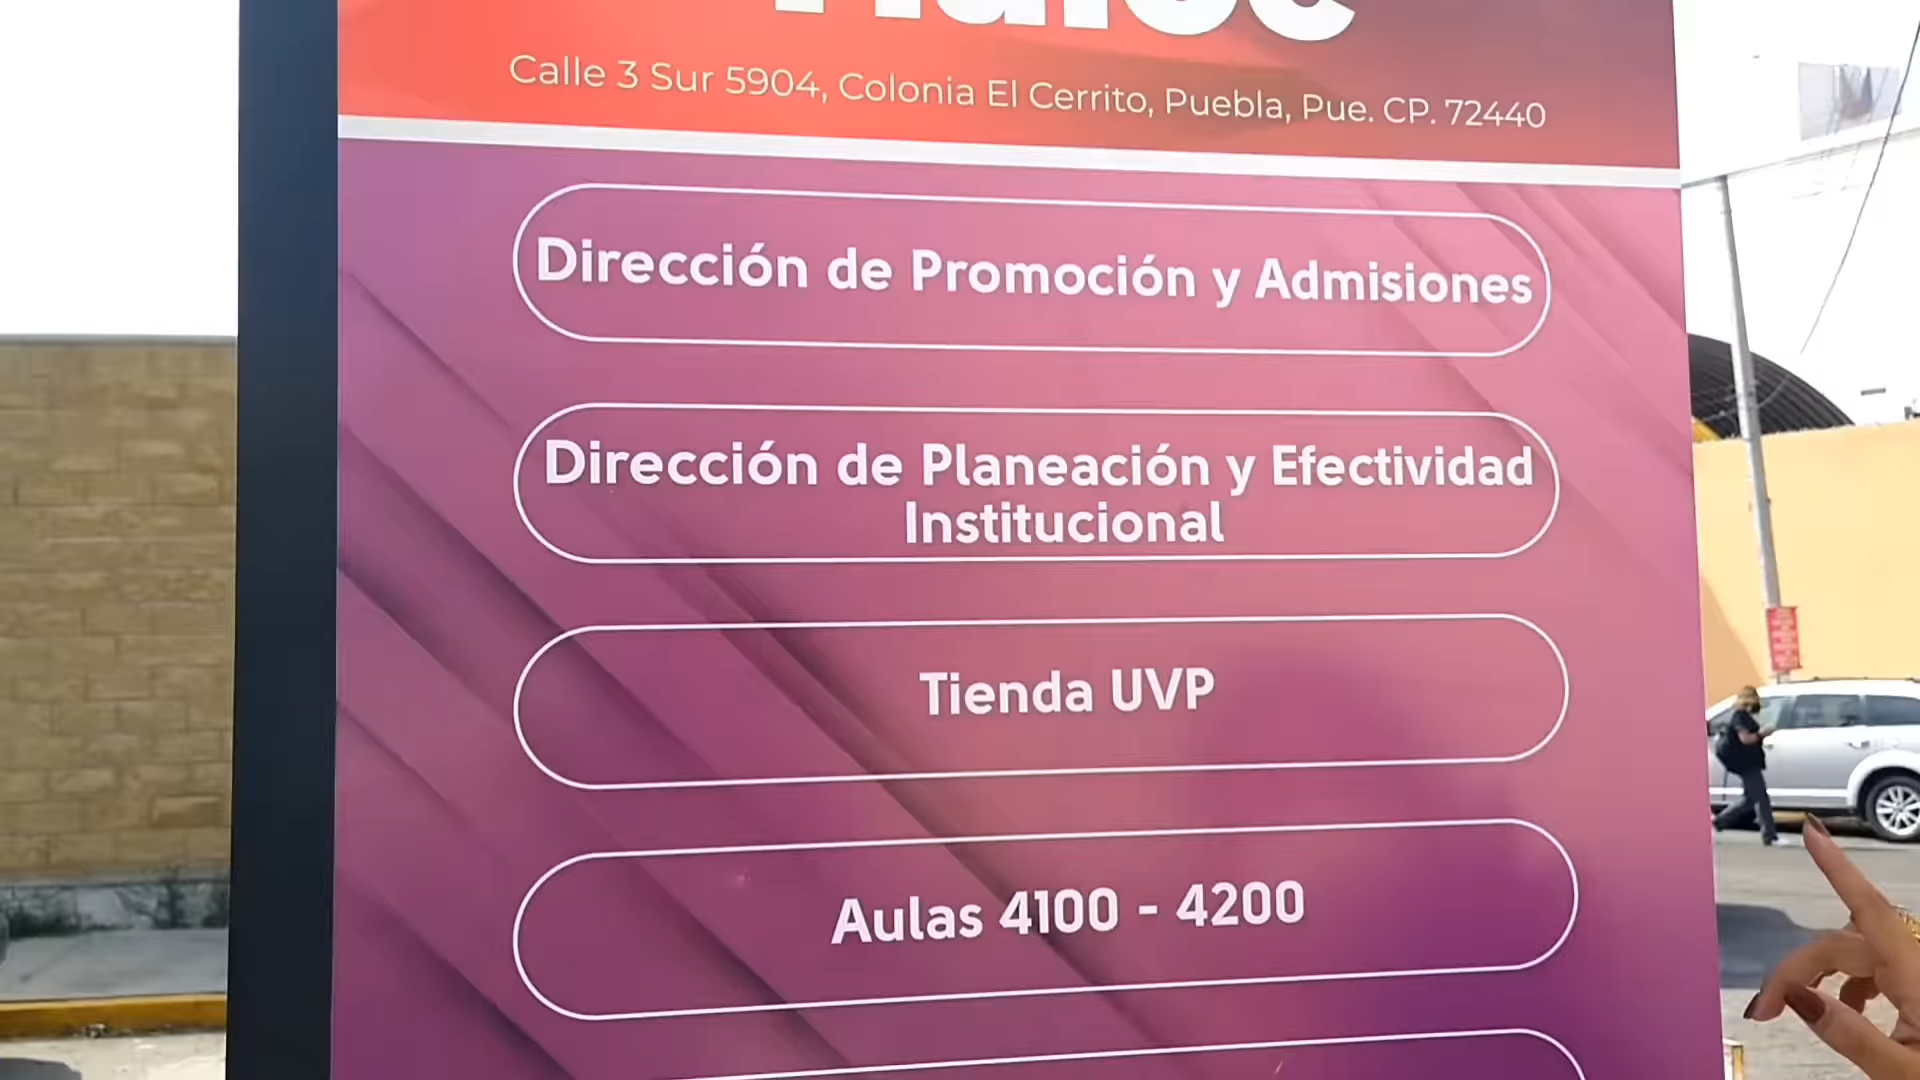 Calle 3 Sur 5904, Colonia El Cerrito, Puebla, Pue. CP. 72440
Dirección de Promoción y Admisiones
Dirección de Planeación y Efectividad
Institucional
Tienda UVP
Aulas 4100 - 4200